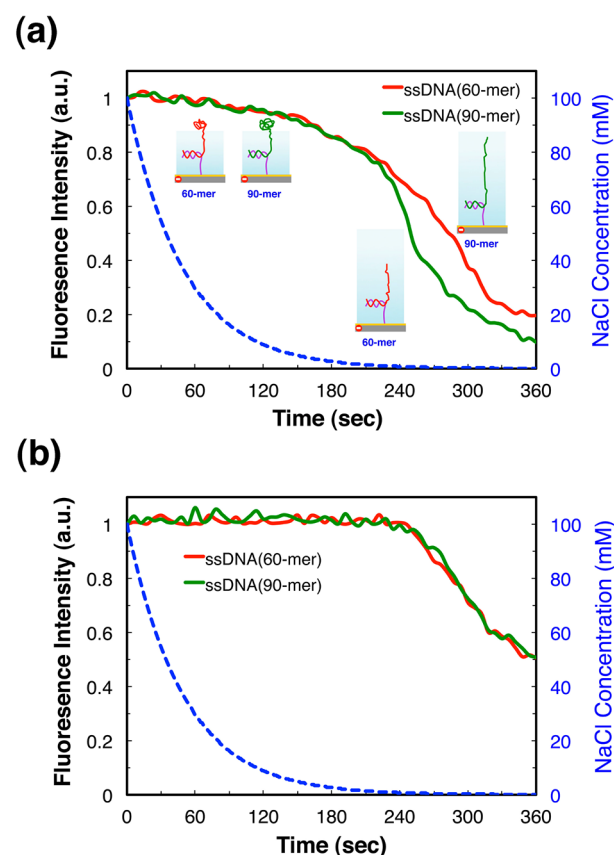 (a)
Fluoresence Intensity (a.u.)
1
0.8
0.6
0.4
0.2
0
ssDNA(60-mer)
ssDNA(90-mer)
60-mer
90-mer
60-mer
90-mer
100
80
60
40
20
0
NaCl Concentration (mM)
0 60 120 180 240 300 360
Time (sec)
(b)
Fluoresence Intensity (a.u.)
1
0.8
0.6
0.4
0.2
0
ssDNA(60-mer)
ssDNA(90-mer)
100
80
60
40
20
0
NaCl Concentration (mM)
0 60 120 180 240 300 360
Time (sec)